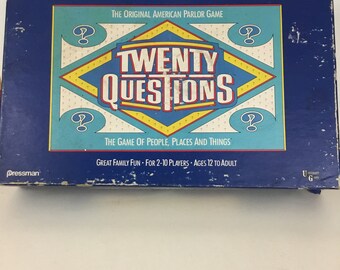 THE ORIGINAL AMERICAN PARLOR GAME
?
?
TWENTY
QUESTIONS
?
?
THE GAME OF PEOPLE, PLACES AND THINGS
GREAT FAMILY FUN • FOR 2-10 PLAYERS • AGES 12 TO ADULT
pressman
U
G